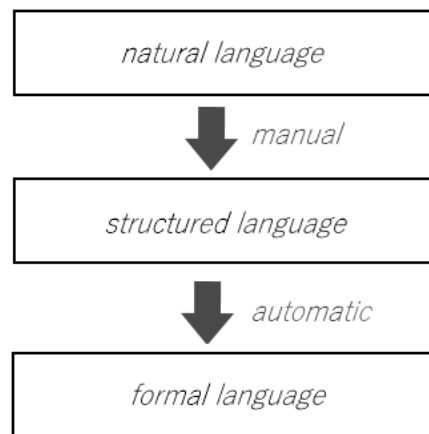 natural language
manual
structured language
automatic
formal language